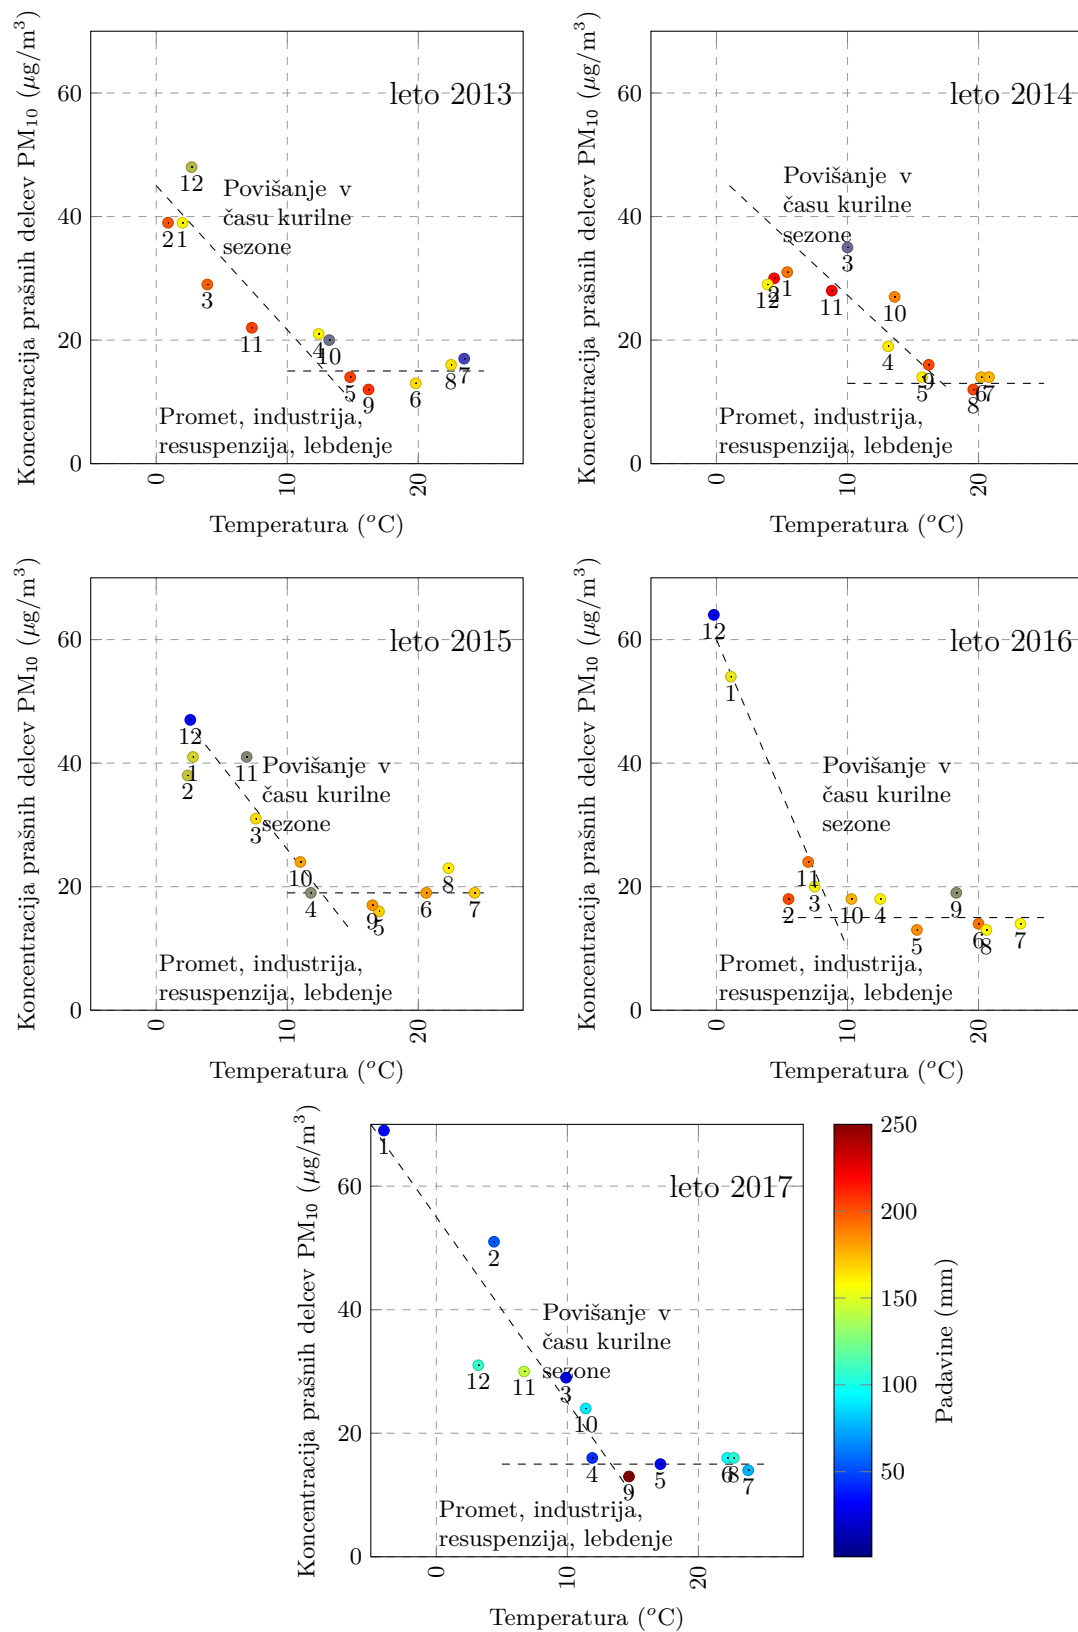 Koncentracija prašnih delcev PM₁₀ (μg/m³)
60
40
20
0
leto 2013
Povišanje v
času kurilne
sezone
12
2
1
3
11
4
10
5
9
6
8
7
Promet, industrija,
resuspenzija, lebdenje
0
10
20
Temperatura (°C)
Koncentracija prašnih delcev PM₁₀ (μg/m³)
60
40
20
0
leto 2014
Povišanje v
času kurilne
sezone
3
12
2
1
11
10
4
5
9
8
6
7
Promet, industrija,
resuspenzija, lebdenje
0
10
20
Temperatura (°C)
Koncentracija prašnih delcev PM₁₀ (μg/m³)
60
40
20
0
leto 2015
12
1
2
11
Povišanje v
času kurilne
sezone
3
10
4
9
5
6
8
7
Promet, industrija,
resuspenzija, lebdenje
0
10
20
Temperatura (°C)
Koncentracija prašnih delcev PM₁₀ (μg/m³)
60
40
20
0
leto 2016
12
1
Povišanje v
času kurilne
sezone
11
3
2
10
4
9
5
6
8
7
Promet, industrija,
resuspenzija, lebdenje
0
10
20
Temperatura (°C)
Koncentracija prašnih delcev PM₁₀ (μg/m³)
60
40
20
0
leto 2017
1
2
Povišanje v
času kurilne
sezone
12
11
3
10
4
9
5
6
8
7
Promet, industrija,
resuspenzija, lebdenje
0
10
20
Temperatura (°C)
250
200
150
100
50
Padavine (mm)